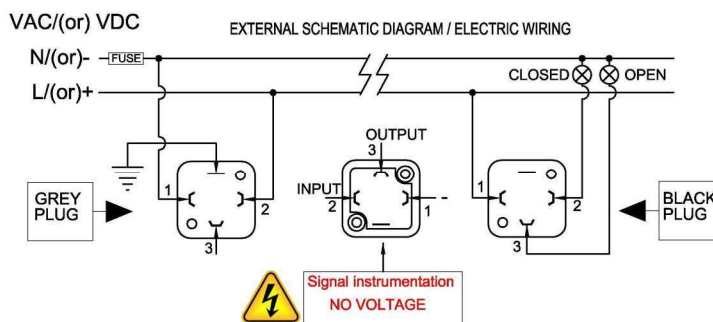 VAC/(or) VDC
EXTERNAL SCHEMATIC DIAGRAM / ELECTRIC WIRING
N/(or)-
FUSE
CLOSED
OPEN
L/(or)+
OUTPUT
3
INPUT
2
1
-
GREY
PLUG
1
2
3
1
2
3
BLACK
PLUG
Signal instrumentation
NO VOLTAGE